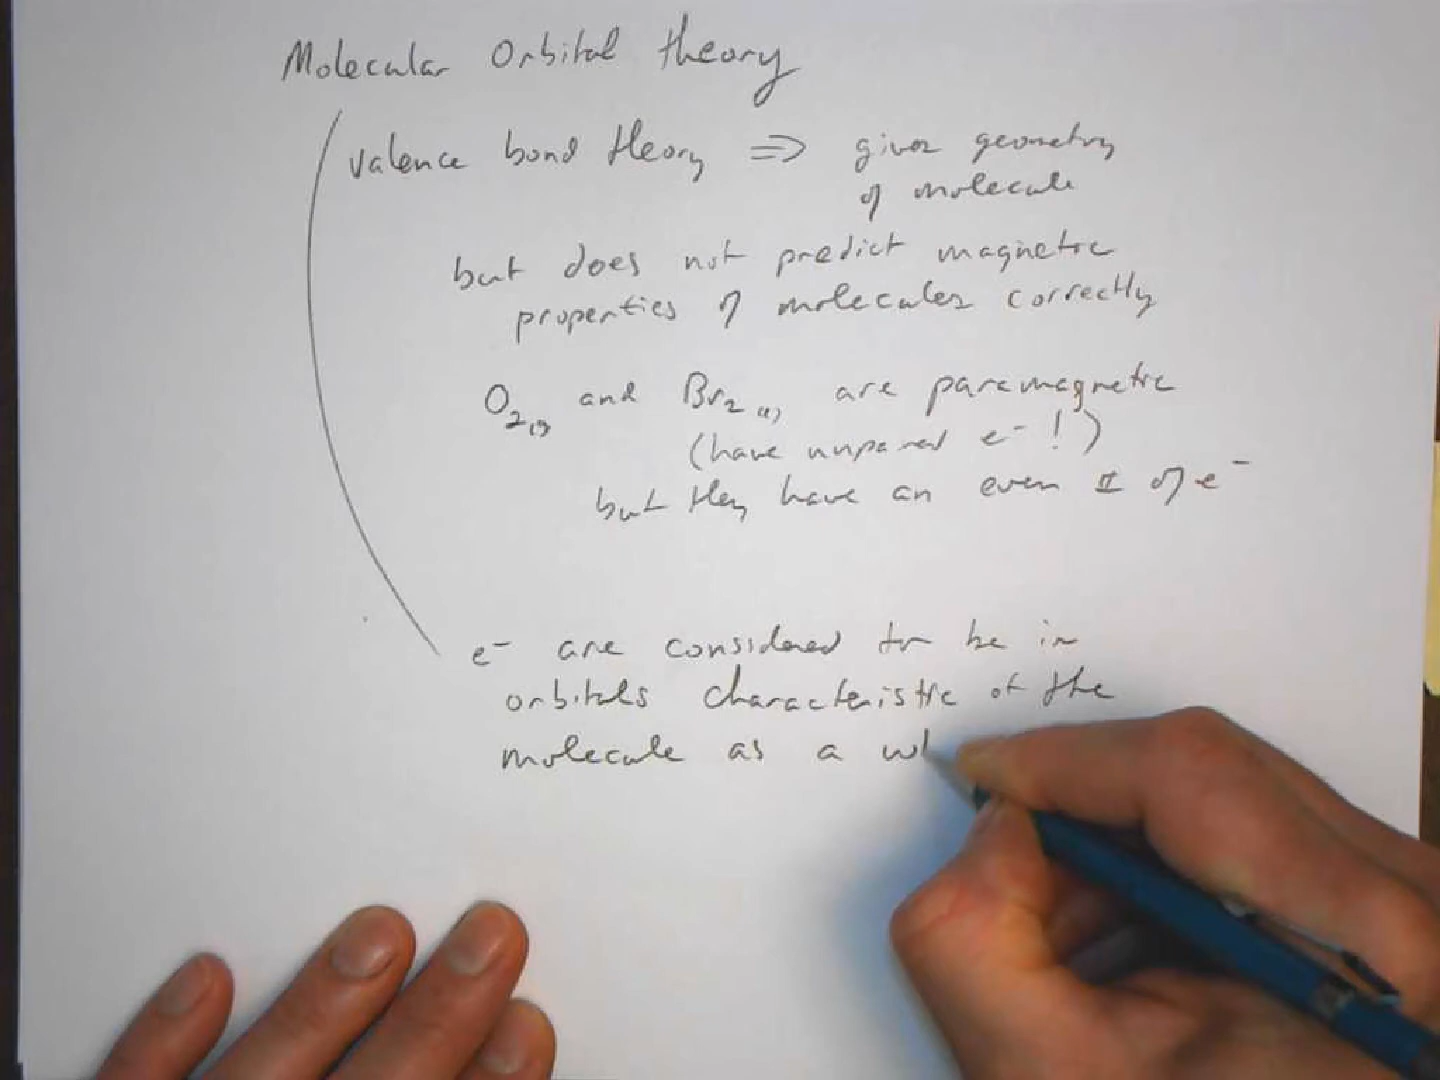 Molecular Orbital theory
valence bond theory ⇒ gives geometry
of molecule
but does not predict magnetic
properties of molecules correctly
O2(l) and Br2(l) are paramagnetic
(have unpaired e⁻!)
but they have an even # of e⁻
e⁻ are considered to be in
orbitals characteristic of the
molecule as a wh